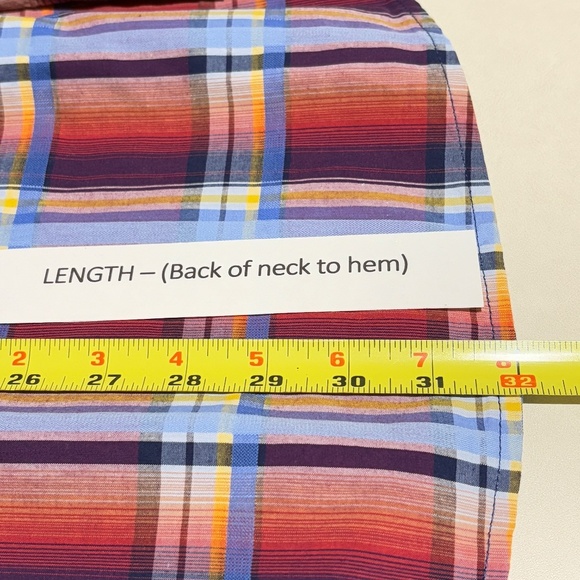 LENGTH – (Back of neck to hem)
2 3 4 5 6 7 8
26 27 28 29 30 31 32